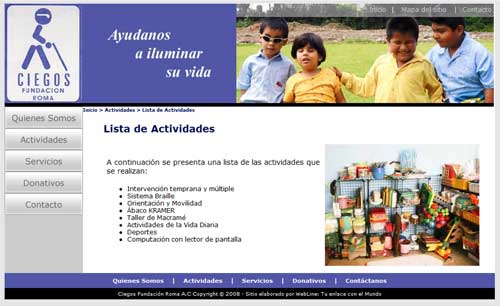 Inicio | Mapa del sitio | Contacto
CIEGOS
FUNDACION
ROMA
Ayudanos
a iluminar
su vida
Inicio > Actividades > Lista de Actividades
Quienes Somos
Actividades
Servicios
Donativos
Contacto
Lista de Actividades
A continuación se presenta una lista de las actividades que
se realizan:
• Intervención temprana y múltiple
• Sistema Braille
• Orientación y Movilidad
• Ábaco KRAMER
• Taller de Macramé
• Actividades de la Vida Diaria
• Deportes
• Computación con lector de pantalla
Quienes Somos | Actividades | Servicios | Donativos | Contáctanos
Ciegos Fundación Roma A.C Copyright © 2008 - Sitio elaborado por WebLine: Tu enlace con el Mundo